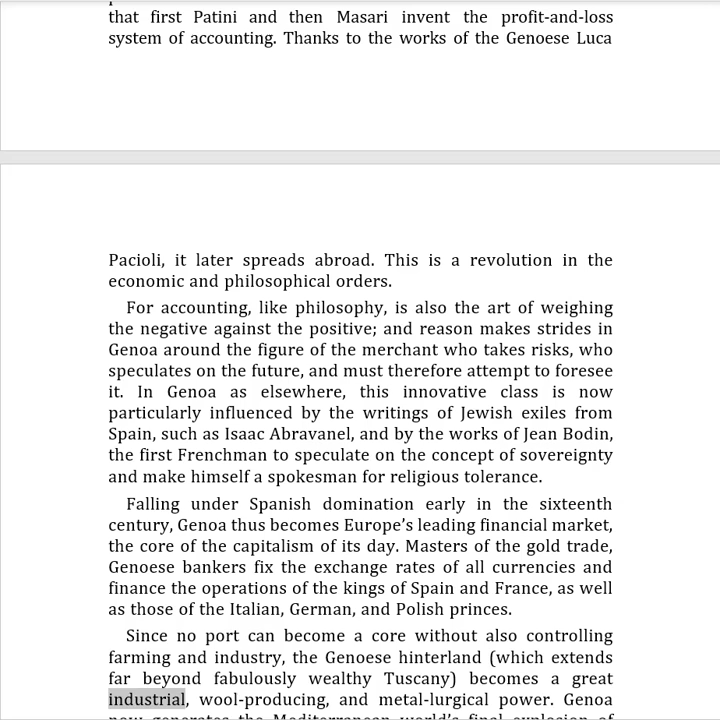 that first Patini and then Masari invent the profit-and-loss
system of accounting. Thanks to the works of the Genoese Luca
Pacioli, it later spreads abroad. This is a revolution in the
economic and philosophical orders.
For accounting, like philosophy, is also the art of weighing
the negative against the positive; and reason makes strides in
Genoa around the figure of the merchant who takes risks, who
speculates on the future, and must therefore attempt to foresee
it. In Genoa as elsewhere, this innovative class is now
particularly influenced by the writings of Jewish exiles from
Spain, such as Isaac Abravanel, and by the works of Jean Bodin,
the first Frenchman to speculate on the concept of sovereignty
and make himself a spokesman for religious tolerance.
Falling under Spanish domination early in the sixteenth
century, Genoa thus becomes Europe’s leading financial market,
the core of the capitalism of its day. Masters of the gold trade,
Genoese bankers fix the exchange rates of all currencies and
finance the operations of the kings of Spain and France, as well
as those of the Italian, German, and Polish princes.
Since no port can become a core without also controlling
farming and industry, the Genoese hinterland (which extends
far beyond fabulously wealthy Tuscany) becomes a great
industrial, wool-producing, and metal-lurgical power. Genoa
now generates the Mediterranean world’s final explosion of